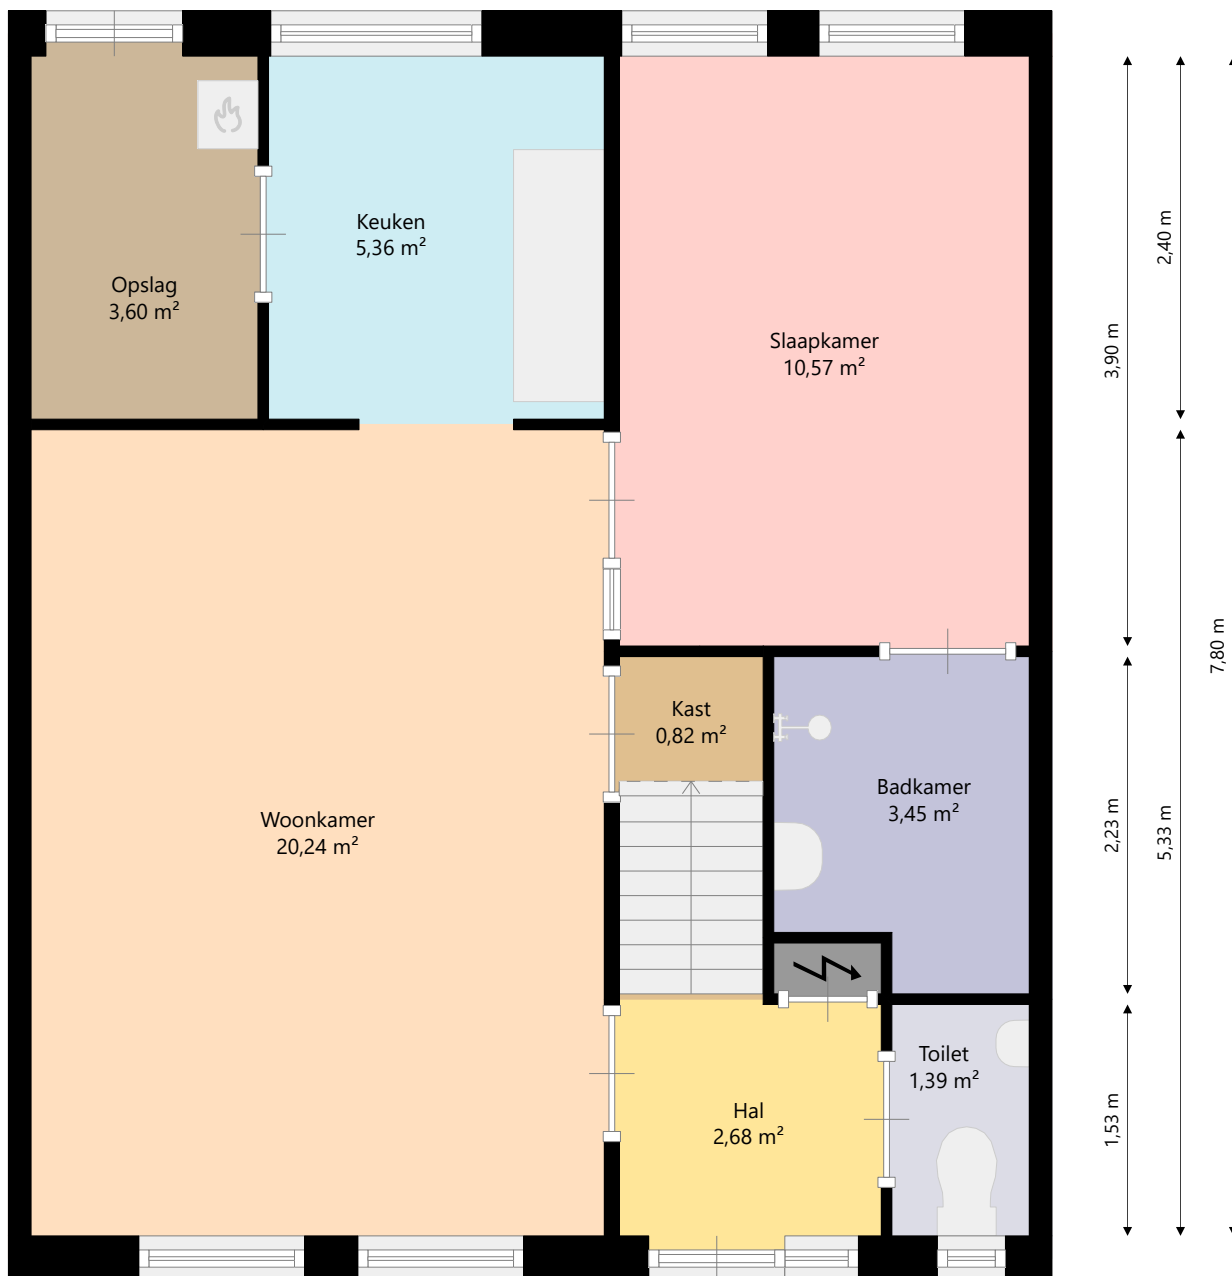 Keuken
5,36 m²
Opslag
3,60 m²
Slaapkamer
10,57 m²
Kast
0,82 m²
Badkamer
3,45 m²
Woonkamer
20,24 m²
Toilet
1,39 m²
Hal
2,68 m²
2,40 m
3,90 m
7,80 m
2,23 m
5,33 m
1,53 m